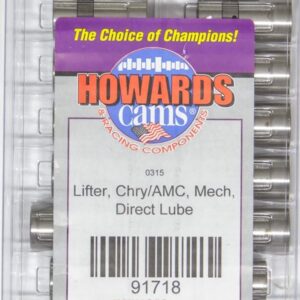 The Choice of Champions!
HOWARDS
cams®
& RACING COMPONENTS
0315
Lifter, Chry/AMC, Mech,
Direct Lube
91718